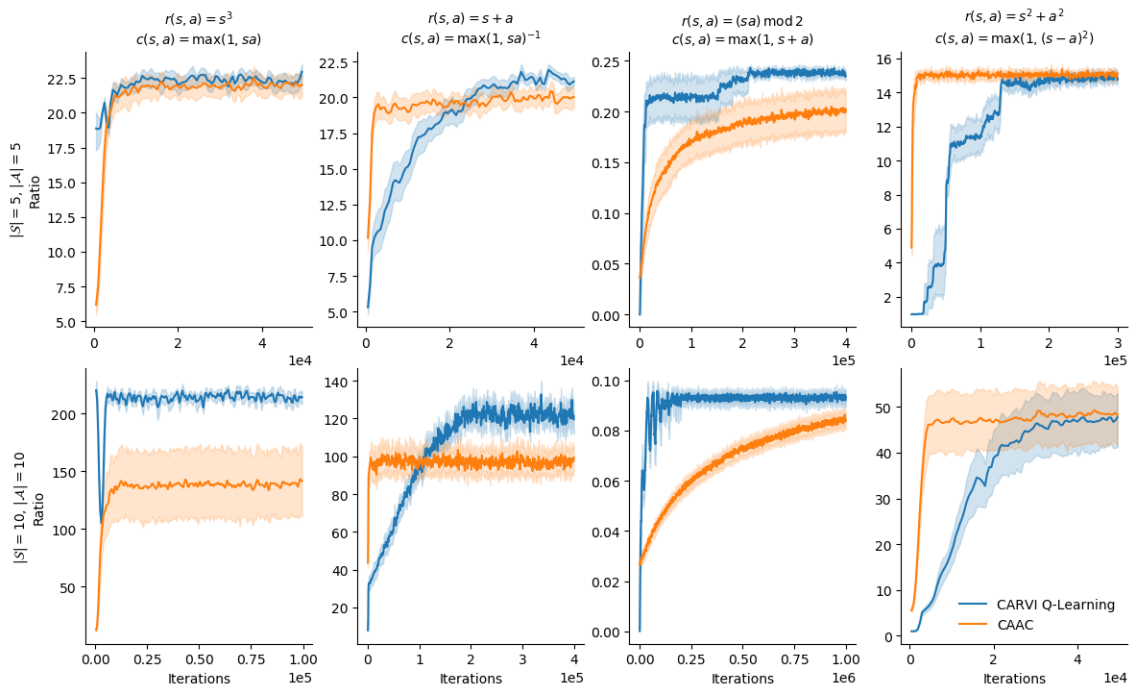 r(s, a) = s³
c(s, a) = max(1, sa)
r(s, a) = s + a
c(s, a) = max(1, sa)⁻¹
r(s, a) = (sa) mod 2
c(s, a) = max(1, s + a)
r(s, a) = s² + a²
c(s, a) = max(1, (s − a)²)
|𝒮| = 5, |𝒜| = 5
Ratio
22.5
20.0
17.5
15.0
12.5
10.0
7.5
5.0
0 2 4
1e4
22.5
20.0
17.5
15.0
12.5
10.0
7.5
5.0
0 2 4
1e4
0.25
0.20
0.15
0.10
0.05
0.00
0 1 2 3 4
1e5
16
14
12
10
8
6
4
2
0 1 2 3
1e5
|𝒮| = 10, |𝒜| = 10
Ratio
200
150
100
50
0.00 0.25 0.50 0.75 1.00
Iterations 1e5
140
120
100
80
60
40
20
0 1 2 3 4
Iterations 1e5
0.10
0.08
0.06
0.04
0.02
0.00
0.00 0.25 0.50 0.75 1.00
Iterations 1e6
50
40
30
20
10
0
CARVI Q-Learning
CAAC
0 2 4
Iterations 1e4